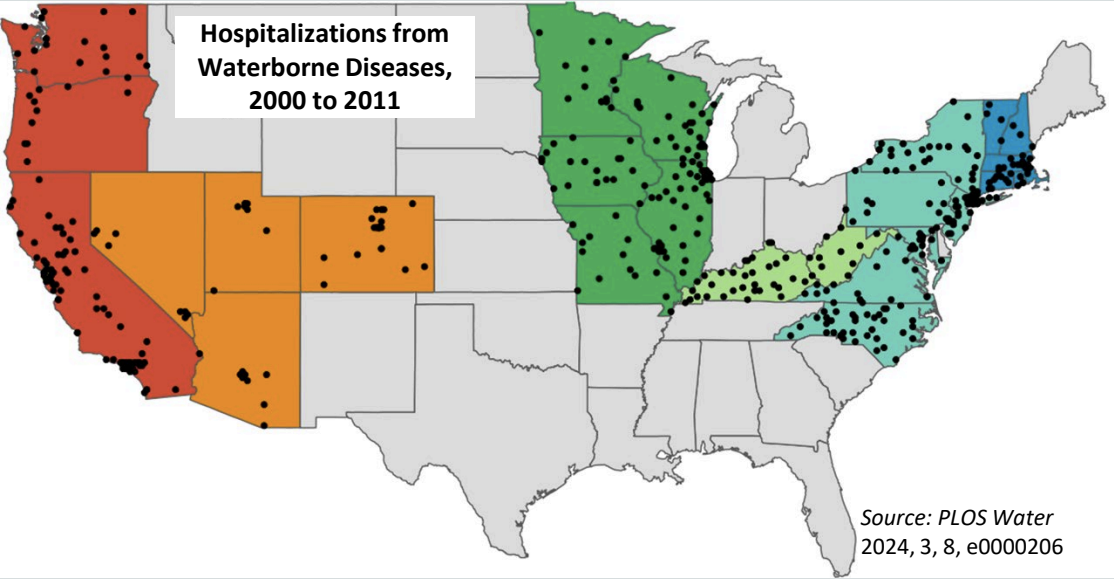 Hospitalizations from
Waterborne Diseases,
2000 to 2011
Source: PLOS Water
2024, 3, 8, e0000206